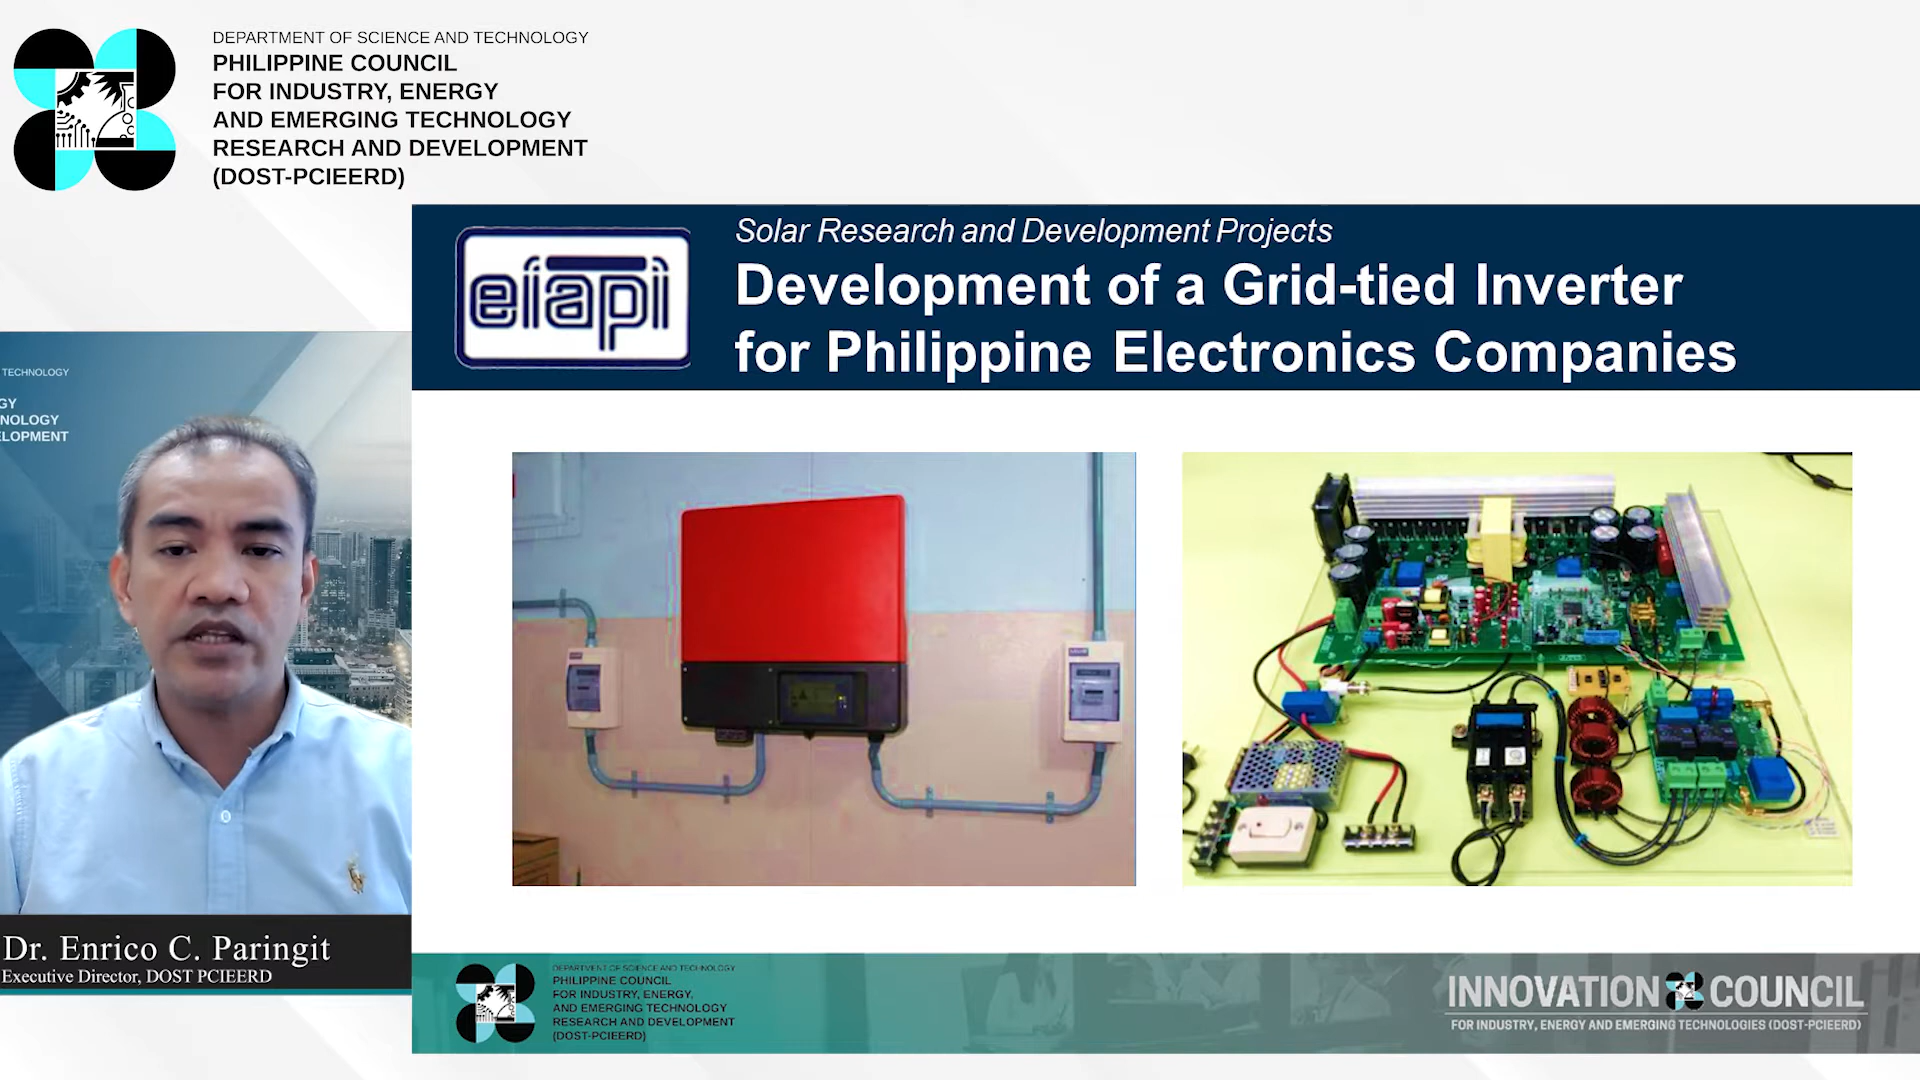 DEPARTMENT OF SCIENCE AND TECHNOLOGY
PHILIPPINE COUNCIL
FOR INDUSTRY, ENERGY
AND EMERGING TECHNOLOGY
RESEARCH AND DEVELOPMENT
(DOST-PCIEERD)
eiapi
Solar Research and Development Projects
Development of a Grid-tied Inverter
for Philippine Electronics Companies
TECHNOLOGY
GY
NOLOGY
LOPMENT
Dr. Enrico C. Paringit
Executive Director, DOST PCIEERD
DEPARTMENT OF SCIENCE AND TECHNOLOGY
PHILIPPINE COUNCIL
FOR INDUSTRY, ENERGY,
AND EMERGING TECHNOLOGY
RESEARCH AND DEVELOPMENT
(DOST-PCIEERD)
INNOVATION COUNCIL
FOR INDUSTRY, ENERGY AND EMERGING TECHNOLOGIES (DOST-PCIEERD)